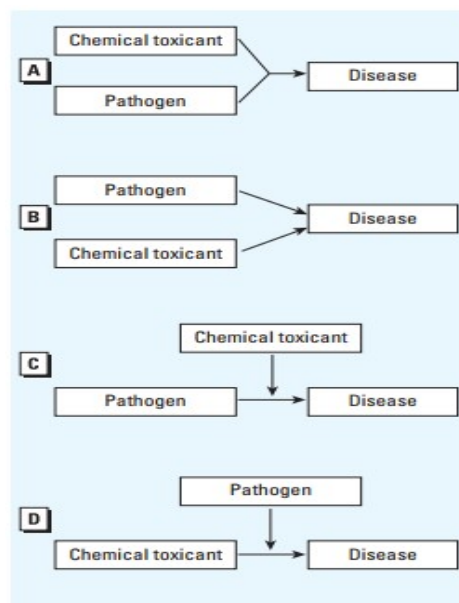 Chemical toxicant
A
Disease
Pathogen
Pathogen
B
Disease
Chemical toxicant
Chemical toxicant
C
Pathogen
Disease
Pathogen
D
Chemical toxicant
Disease